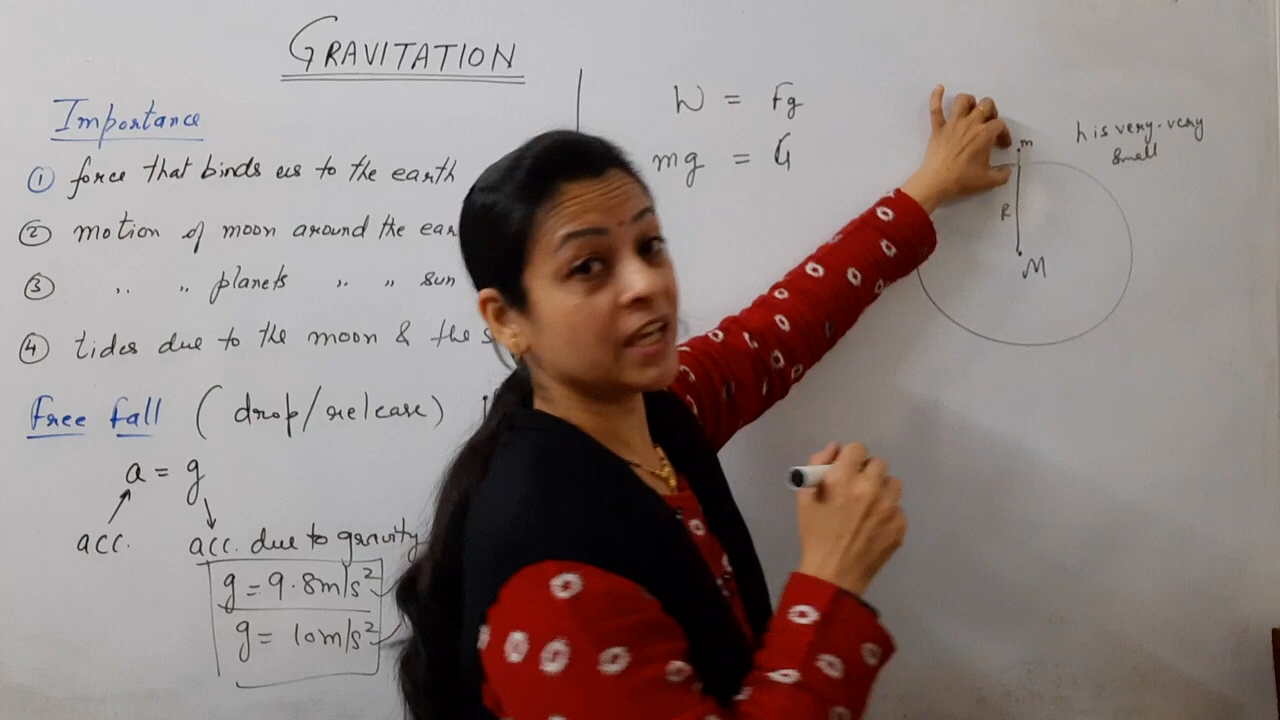 GRAVITATION
Importance
① force that binds us to the earth
② motion of moon around the ear
③ ,, ,, planets ,, ,, sun
④ tides due to the moon & the s
Free fall (drop/release)
a = g
acc. acc. due to gravity
g = 9.8m/s²
g = 10m/s²
W = Fg
mg = G
h is very-very
small
m
R
M